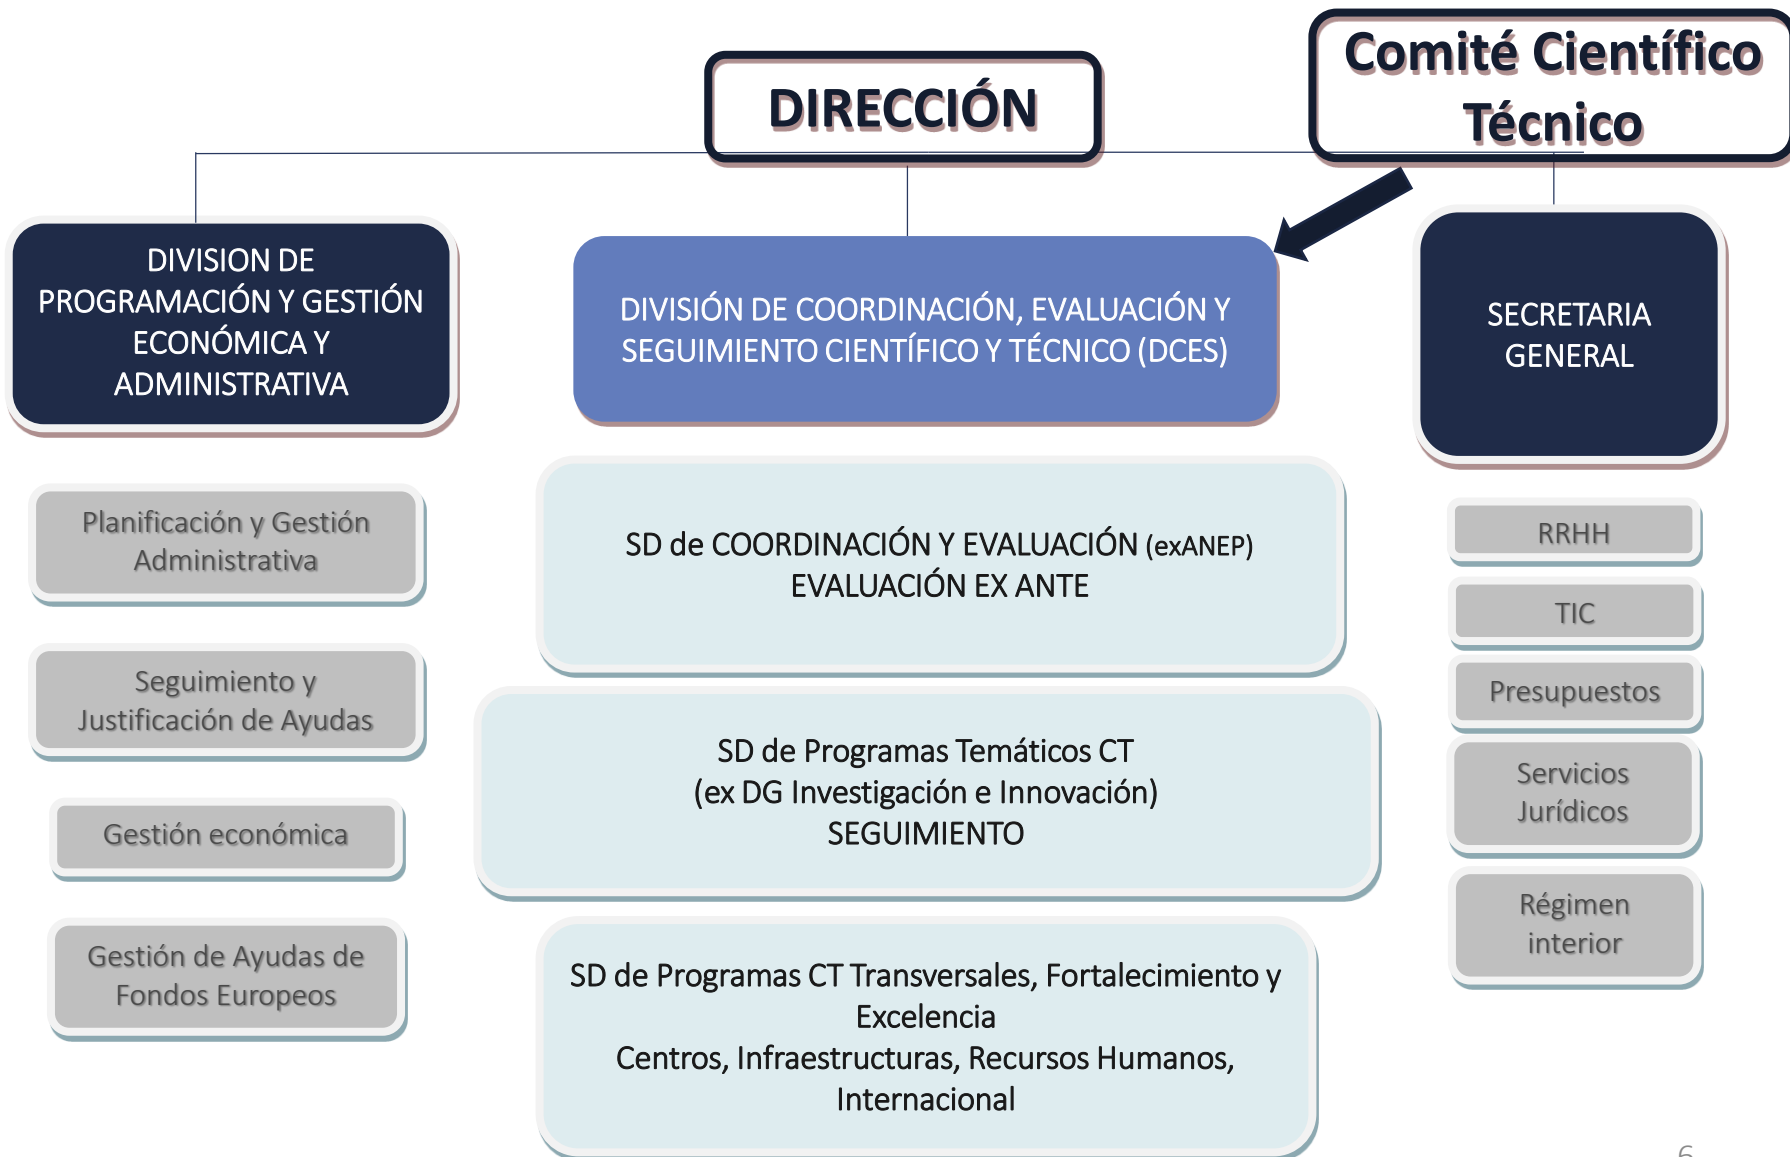 DIRECCIÓN
Comité Científico
Técnico
DIVISION DE
PROGRAMACIÓN Y GESTIÓN
ECONÓMICA Y
ADMINISTRATIVA
DIVISIÓN DE COORDINACIÓN, EVALUACIÓN Y
SEGUIMIENTO CIENTÍFICO Y TÉCNICO (DCES)
SECRETARIA
GENERAL
Planificación y Gestión
Administrativa
Seguimiento y
Justificación de Ayudas
Gestión económica
Gestión de Ayudas de
Fondos Europeos
SD de COORDINACIÓN Y EVALUACIÓN (exANEP)
EVALUACIÓN EX ANTE
SD de Programas Temáticos CT
(ex DG Investigación e Innovación)
SEGUIMIENTO
SD de Programas CT Transversales, Fortalecimiento y
Excelencia
Centros, Infraestructuras, Recursos Humanos,
Internacional
RRHH
TIC
Presupuestos
Servicios
Jurídicos
Régimen
interior
6